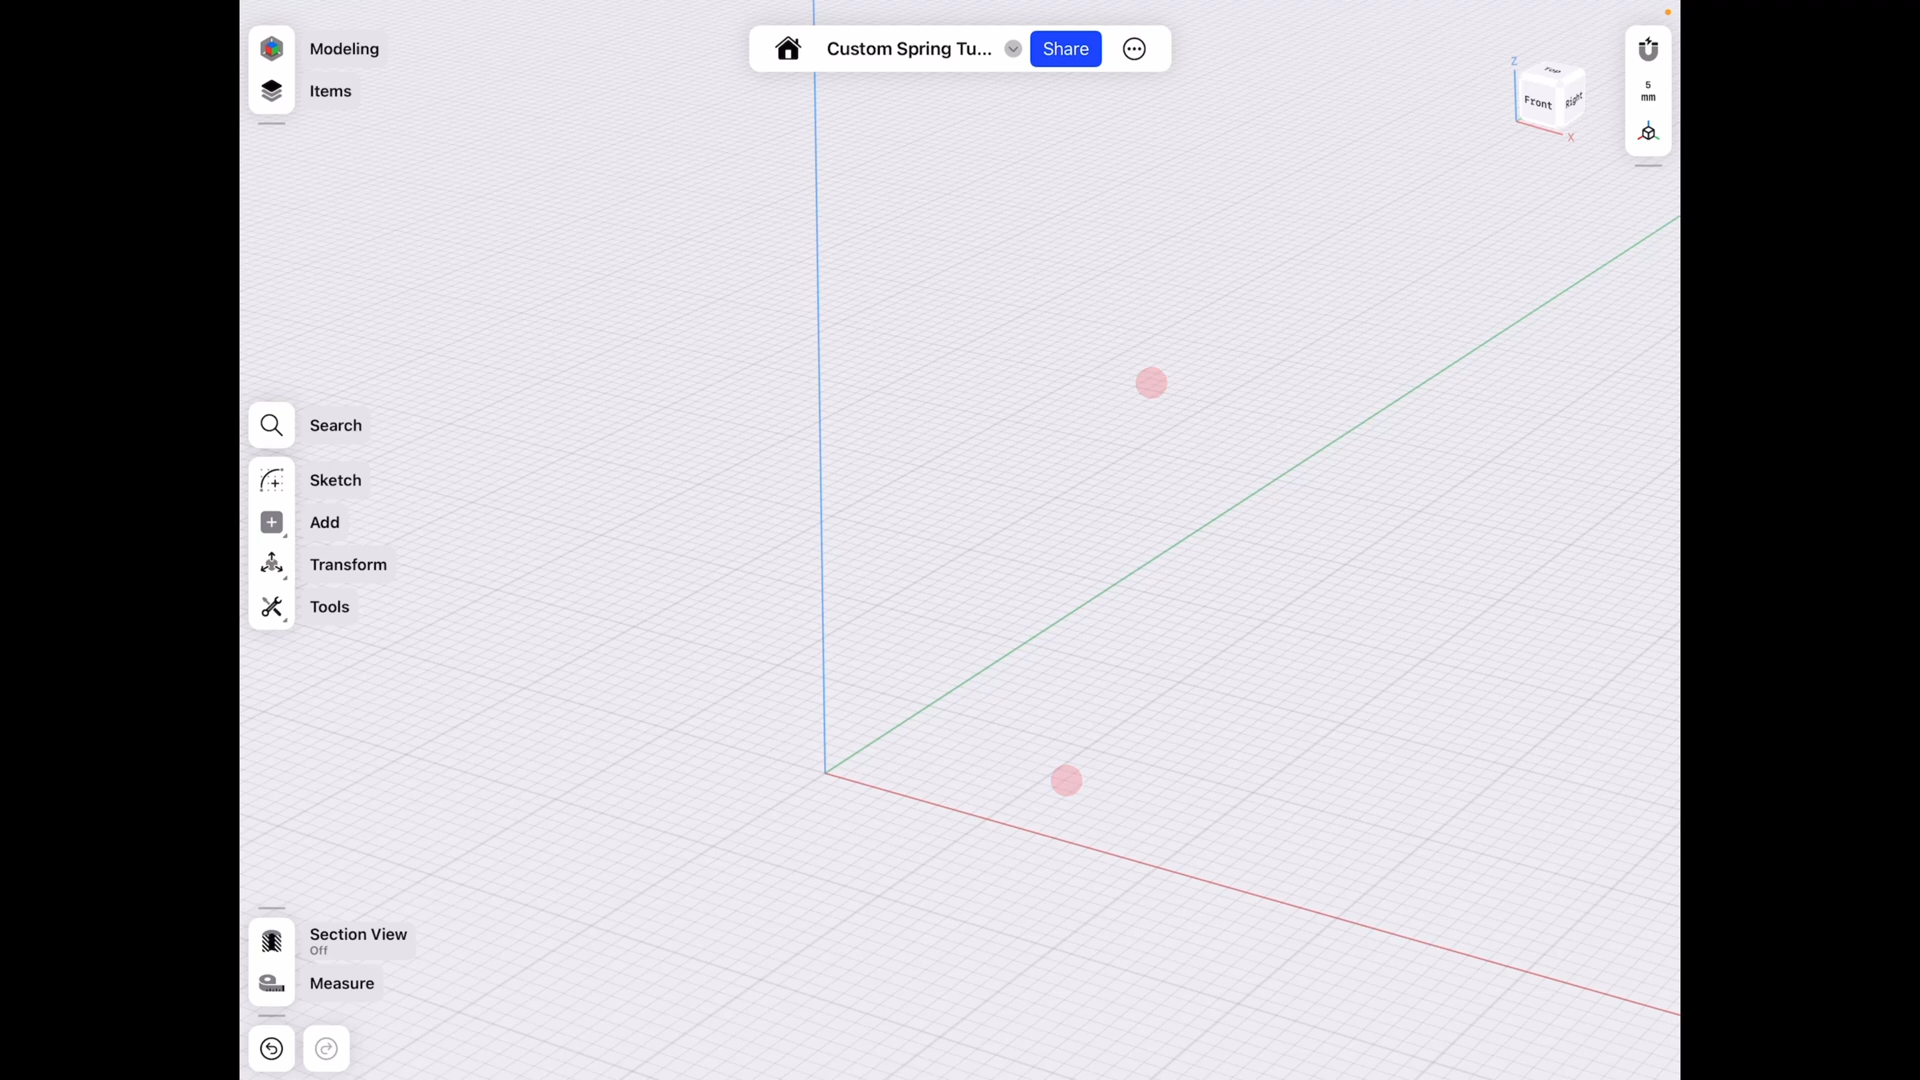 Modeling
Items
Custom Spring Tu...
Share
Z
Top
Front
Right
X
5
mm
Search
Sketch
Add
Transform
Tools
Section View
Off
Measure